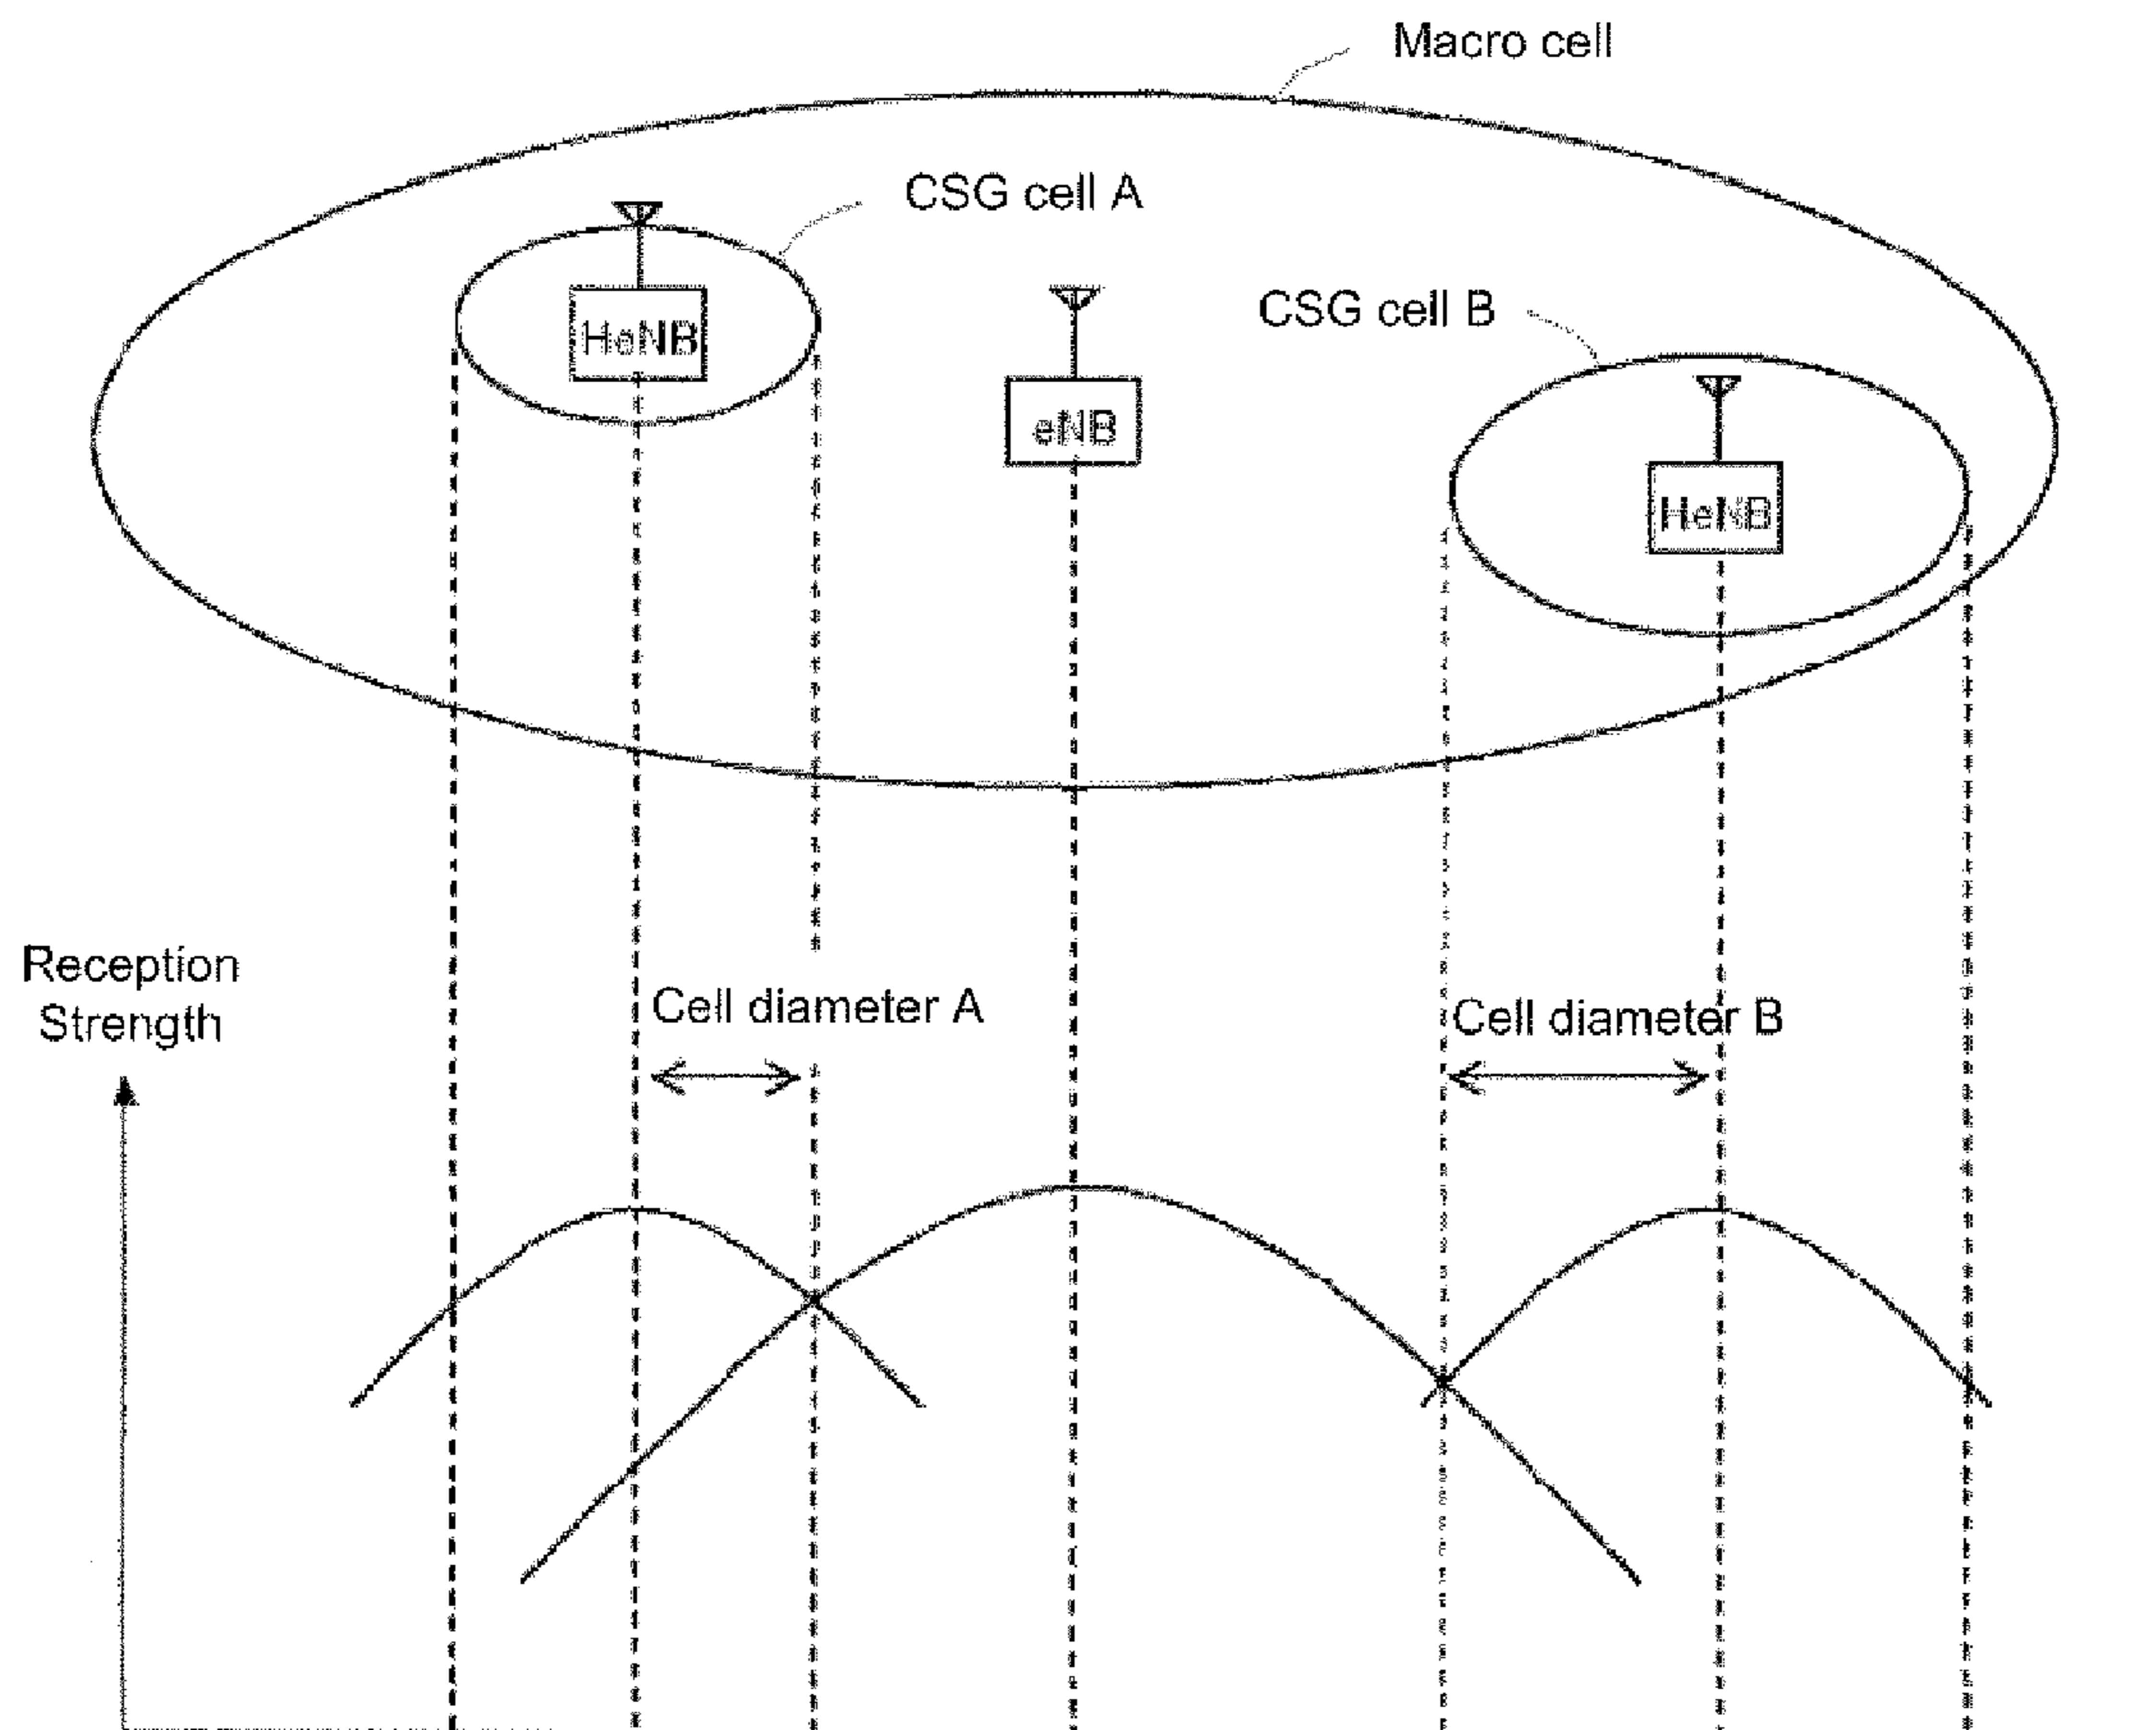 Macro cell
CSG cell A
HeNB
CSG cell B
eNB
HeNB
Reception
Strength
Cell diameter A
Cell diameter B